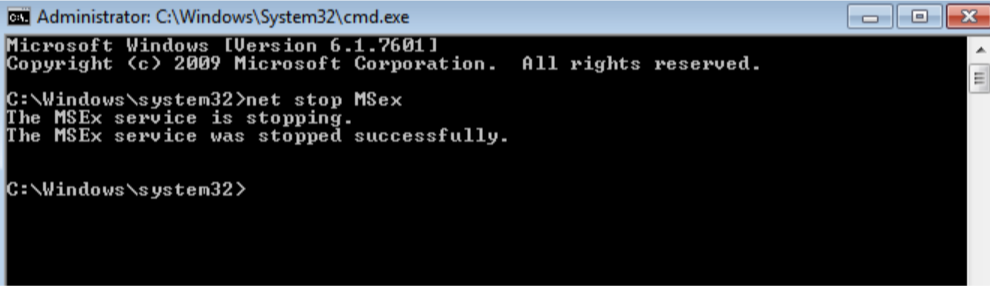 Administrator: C:\Windows\System32\cmd.exe
Microsoft Windows [Version 6.1.7601]
Copyright (c) 2009 Microsoft Corporation.  All rights reserved.
C:\Windows\system32>net stop MSex
The MSEx service is stopping.
The MSEx service was stopped successfully.
C:\Windows\system32>